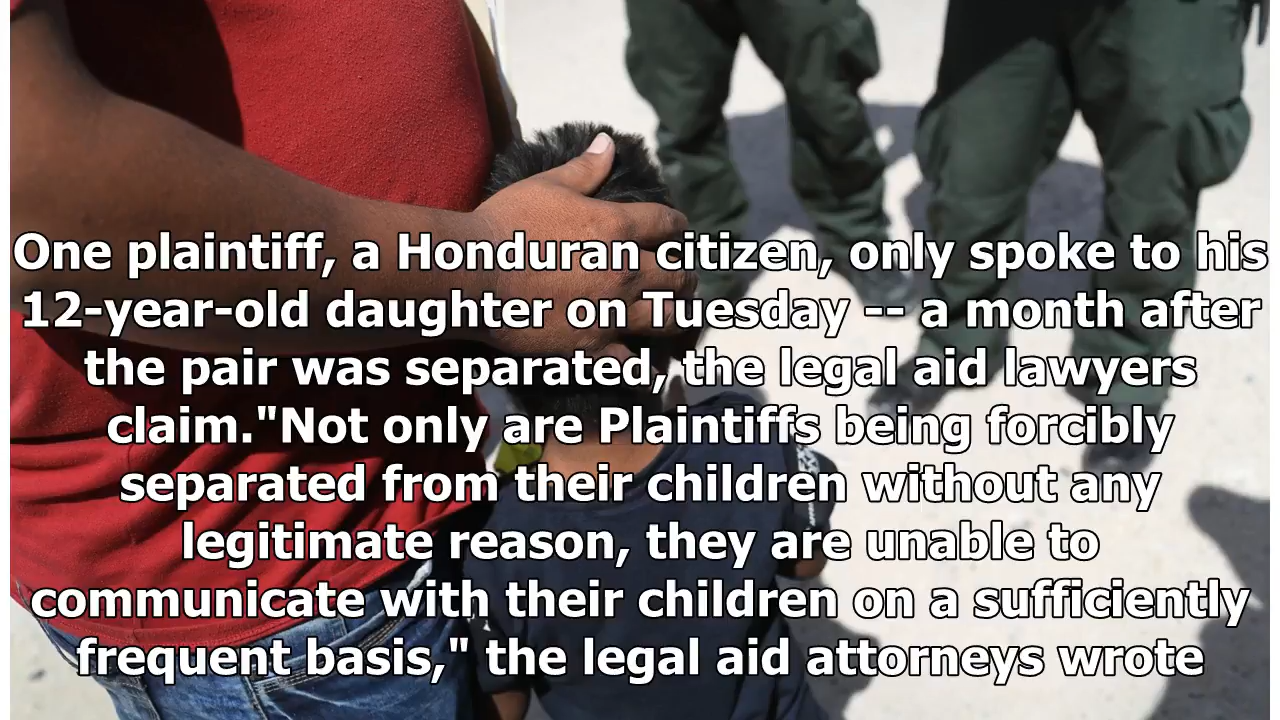 One plaintiff, a Honduran citizen, only spoke to his
12-year-old daughter on Tuesday -- a month after
the pair was separated, the legal aid lawyers
claim."Not only are Plaintiffs being forcibly
separated from their children without any
legitimate reason, they are unable to
communicate with their children on a sufficiently
frequent basis," the legal aid attorneys wrote